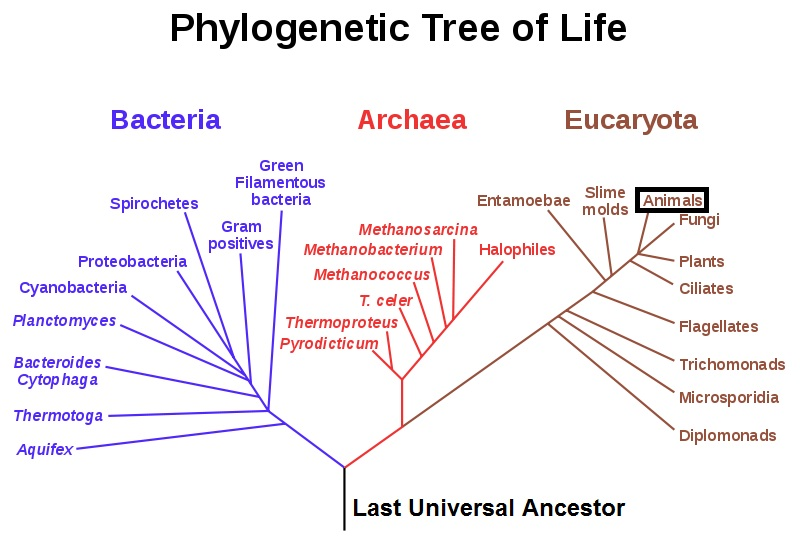 Phylogenetic Tree of Life
Bacteria
Archaea
Eucaryota
Green
Filamentous
bacteria
Spirochetes
Gram
positives
Proteobacteria
Cyanobacteria
Planctomyces
Bacteroides
Cytophaga
Thermotoga
Aquifex
Methanosarcina
Methanobacterium
Halophiles
Methanococcus
T. celer
Thermoproteus
Pyrodicticum
Entamoebae
Slime
molds
Animals
Fungi
Plants
Ciliates
Flagellates
Trichomonads
Microsporidia
Diplomonads
Last Universal Ancestor